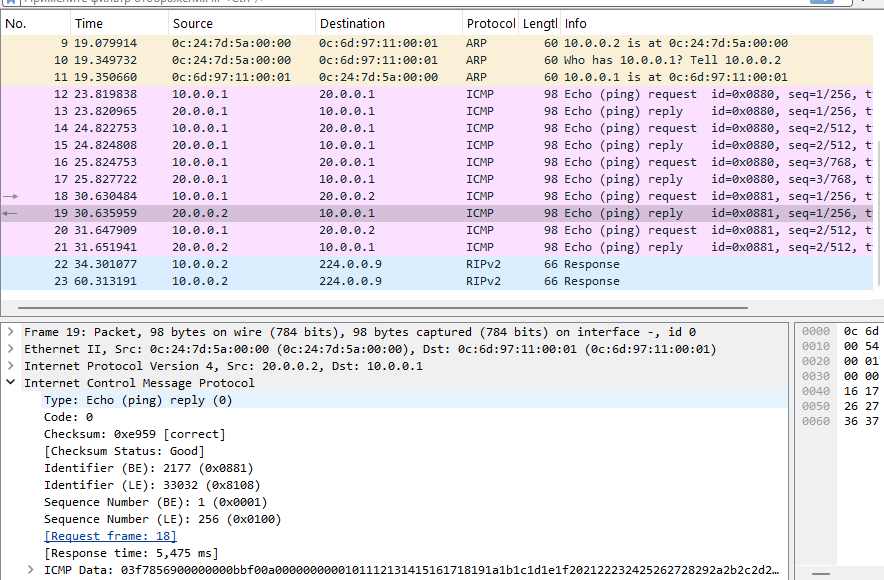 Примените фильтр отображения
No. Time Source Destination Protocol Lengtl Info
9 19.079914 0c:24:7d:5a:00:00 0c:6d:97:11:00:01 ARP 60 10.0.0.2 is at 0c:24:7d:5a:00:00
10 19.349732 0c:24:7d:5a:00:00 0c:6d:97:11:00:01 ARP 60 Who has 10.0.0.1? Tell 10.0.0.2
11 19.350660 0c:6d:97:11:00:01 0c:24:7d:5a:00:00 ARP 60 10.0.0.1 is at 0c:6d:97:11:00:01
12 23.819838 10.0.0.1 20.0.0.1 ICMP 98 Echo (ping) request id=0x0880, seq=1/256, t
13 23.820965 20.0.0.1 10.0.0.1 ICMP 98 Echo (ping) reply id=0x0880, seq=1/256, t
14 24.822753 10.0.0.1 20.0.0.1 ICMP 98 Echo (ping) request id=0x0880, seq=2/512, t
15 24.824808 20.0.0.1 10.0.0.1 ICMP 98 Echo (ping) reply id=0x0880, seq=2/512, t
16 25.824753 10.0.0.1 20.0.0.1 ICMP 98 Echo (ping) request id=0x0880, seq=3/768, t
17 25.827722 20.0.0.1 10.0.0.1 ICMP 98 Echo (ping) reply id=0x0880, seq=3/768, t
18 30.630484 10.0.0.1 20.0.0.2 ICMP 98 Echo (ping) request id=0x0881, seq=1/256, t
19 30.635959 20.0.0.2 10.0.0.1 ICMP 98 Echo (ping) reply id=0x0881, seq=1/256, t
20 31.647909 10.0.0.1 20.0.0.2 ICMP 98 Echo (ping) request id=0x0881, seq=2/512, t
21 31.651941 20.0.0.2 10.0.0.1 ICMP 98 Echo (ping) reply id=0x0881, seq=2/512, t
22 34.301077 10.0.0.2 224.0.0.9 RIPv2 66 Response
23 60.313191 10.0.0.2 224.0.0.9 RIPv2 66 Response
Frame 19: Packet, 98 bytes on wire (784 bits), 98 bytes captured (784 bits) on interface -, id 0
Ethernet II, Src: 0c:24:7d:5a:00:00 (0c:24:7d:5a:00:00), Dst: 0c:6d:97:11:00:01 (0c:6d:97:11:00:01)
Internet Protocol Version 4, Src: 20.0.0.2, Dst: 10.0.0.1
Internet Control Message Protocol
Type: Echo (ping) reply (0)
Code: 0
Checksum: 0xe959 [correct]
[Checksum Status: Good]
Identifier (BE): 2177 (0x0881)
Identifier (LE): 33032 (0x8108)
Sequence Number (BE): 1 (0x0001)
Sequence Number (LE): 256 (0x0100)
[Request frame: 18]
[Response time: 5,475 ms]
ICMP Data: 03f7856900000000bbf00a0000000000101112131415161718191a1b1c1d1e1f202122232425262728292a2b2c2d2…
0000 0c 6d
0010 00 54
0020 00 01
0030 00 00
0040 16 17
0050 26 27
0060 36 37